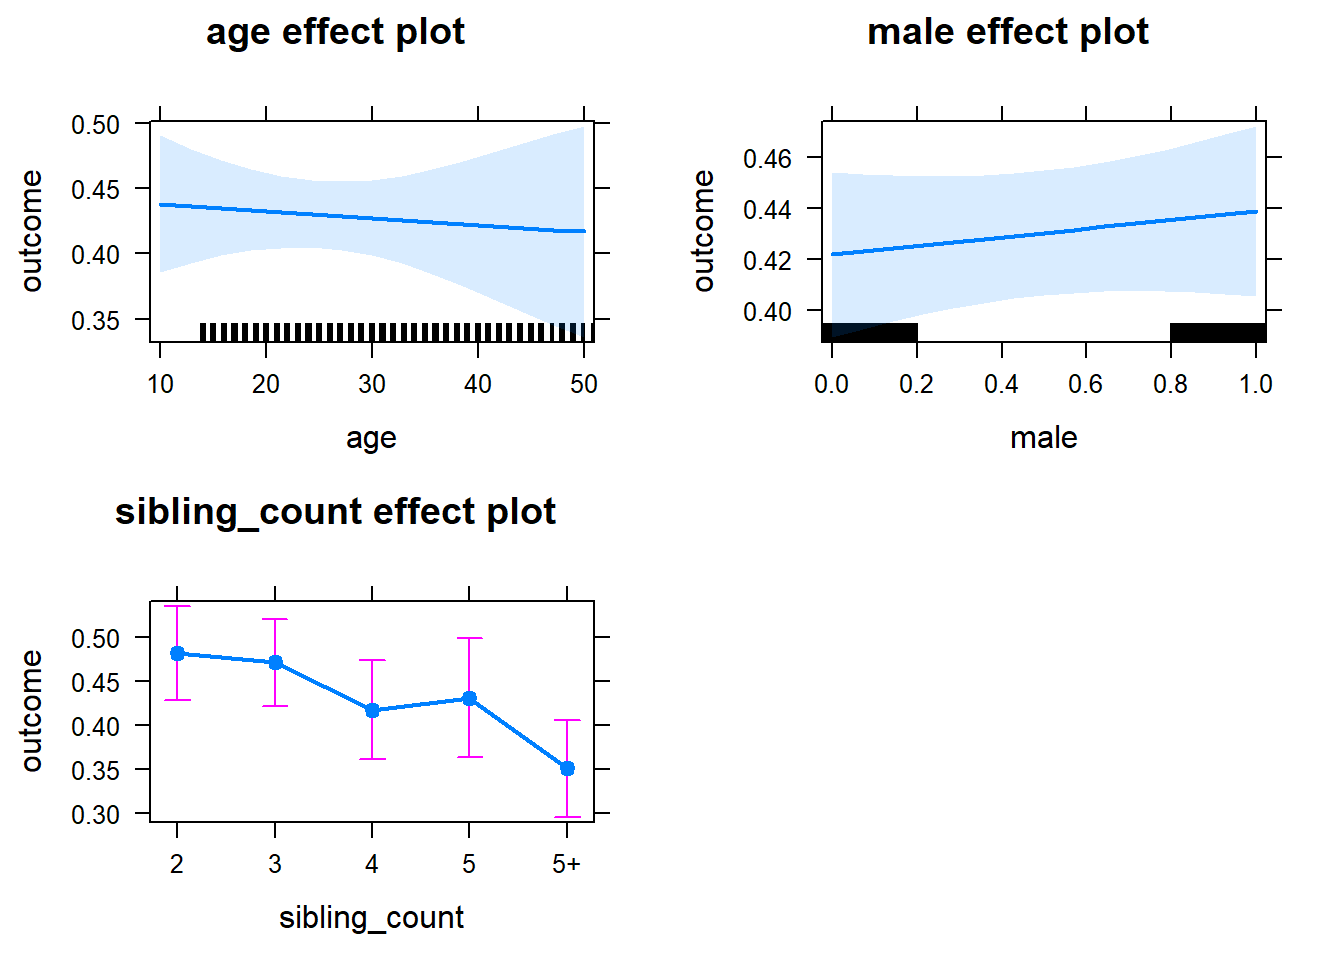 age effect plot
outcome
0.50
0.45
0.40
0.35
10 20 30 40 50
age
male effect plot
outcome
0.46
0.44
0.42
0.40
0.0 0.2 0.4 0.6 0.8 1.0
male
sibling_count effect plot
outcome
0.50
0.45
0.40
0.35
0.30
2 3 4 5 5+
sibling_count